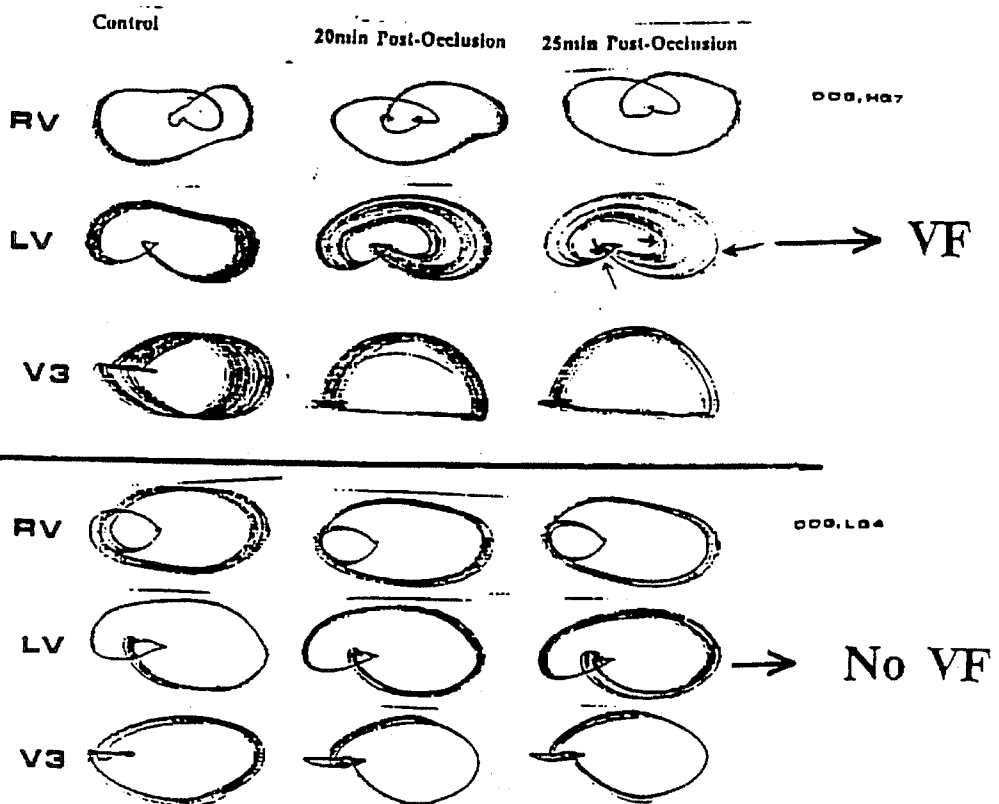 Control
20min Post-Occlusion
25min Post-Occlusion
RV
DOG,HG7
LV
VF
V3
RV
DOG,LG4
LV
No VF
V3